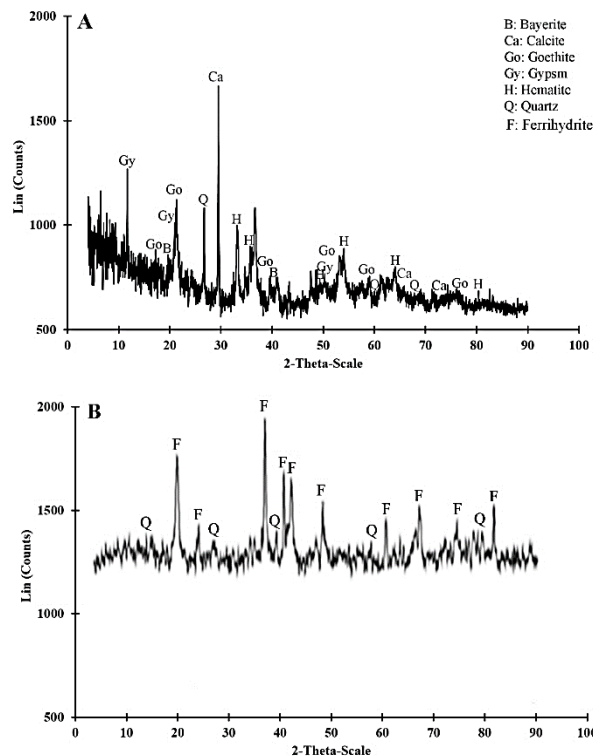 A
B: Bayerite
Ca: Calcite
Go: Goethite
Gy: Gypsm
H: Hematite
Q: Quartz
F: Ferrihydrite
2000
1500
1000
500
Lin (Counts)
Gy
Go
Gy
Go
B
Q
Ca
H
H
Go
B
Go
Gy
H
Go
Q
H
Ca
Q
Ca
Go
H
0 10 20 30 40 50 60 70 80 90 100
2-Theta-Scale
B
2000
1500
1000
500
Lin (Counts)
Q
F
F
Q
F
Q
F
F
F
Q
F
F
F
Q
F
0 10 20 30 40 50 60 70 80 90 100
2-Theta-Scale